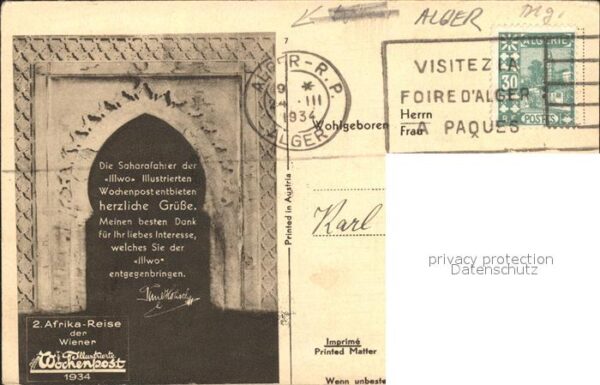 ALGER Mlg.
7
ALGER-R.P
19 *
III
1934
ALGER
VISITEZ LA
FOIRE D'ALGER
A PAQUES
ALGERIE
30
POSTES
Wohlgeboren
Herrn
Frau
Die Saharafahrer der
«Illwo» Illustrierten
Wochenpost entbieten
herzliche Grüße.
Meinen besten Dank
für Ihr liebes Interesse,
welches Sie der
«Illwo»
entgegenbringen.
Printed in Austria
Karl
privacy protection
Datenschutz
2. Afrika-Reise
der
Wiener
Illustrierte
Wochenpost
1934
Imprimé
Printed Matter
Wenn unbeste